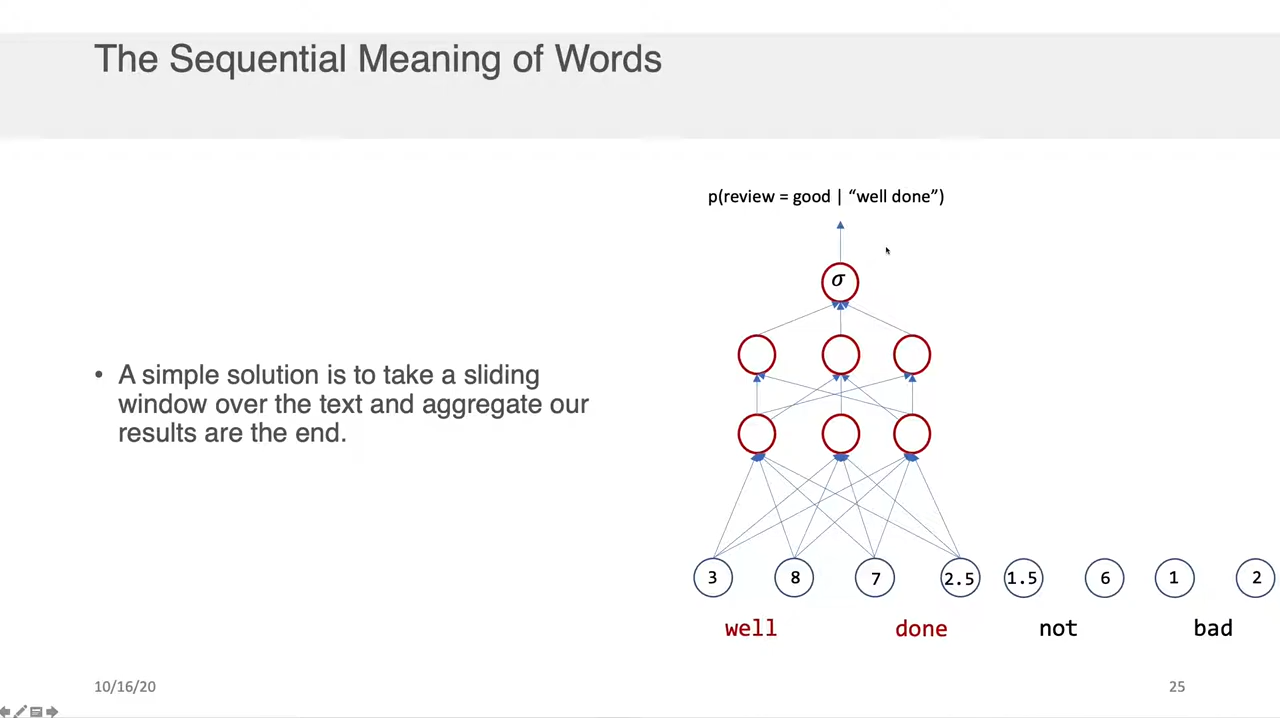 The Sequential Meaning of Words
p(review = good | “well done”)
σ
• A simple solution is to take a sliding
window over the text and aggregate our
results are the end.
3 8 7 2.5 1.5 6 1 2
well done not bad
10/16/20
25